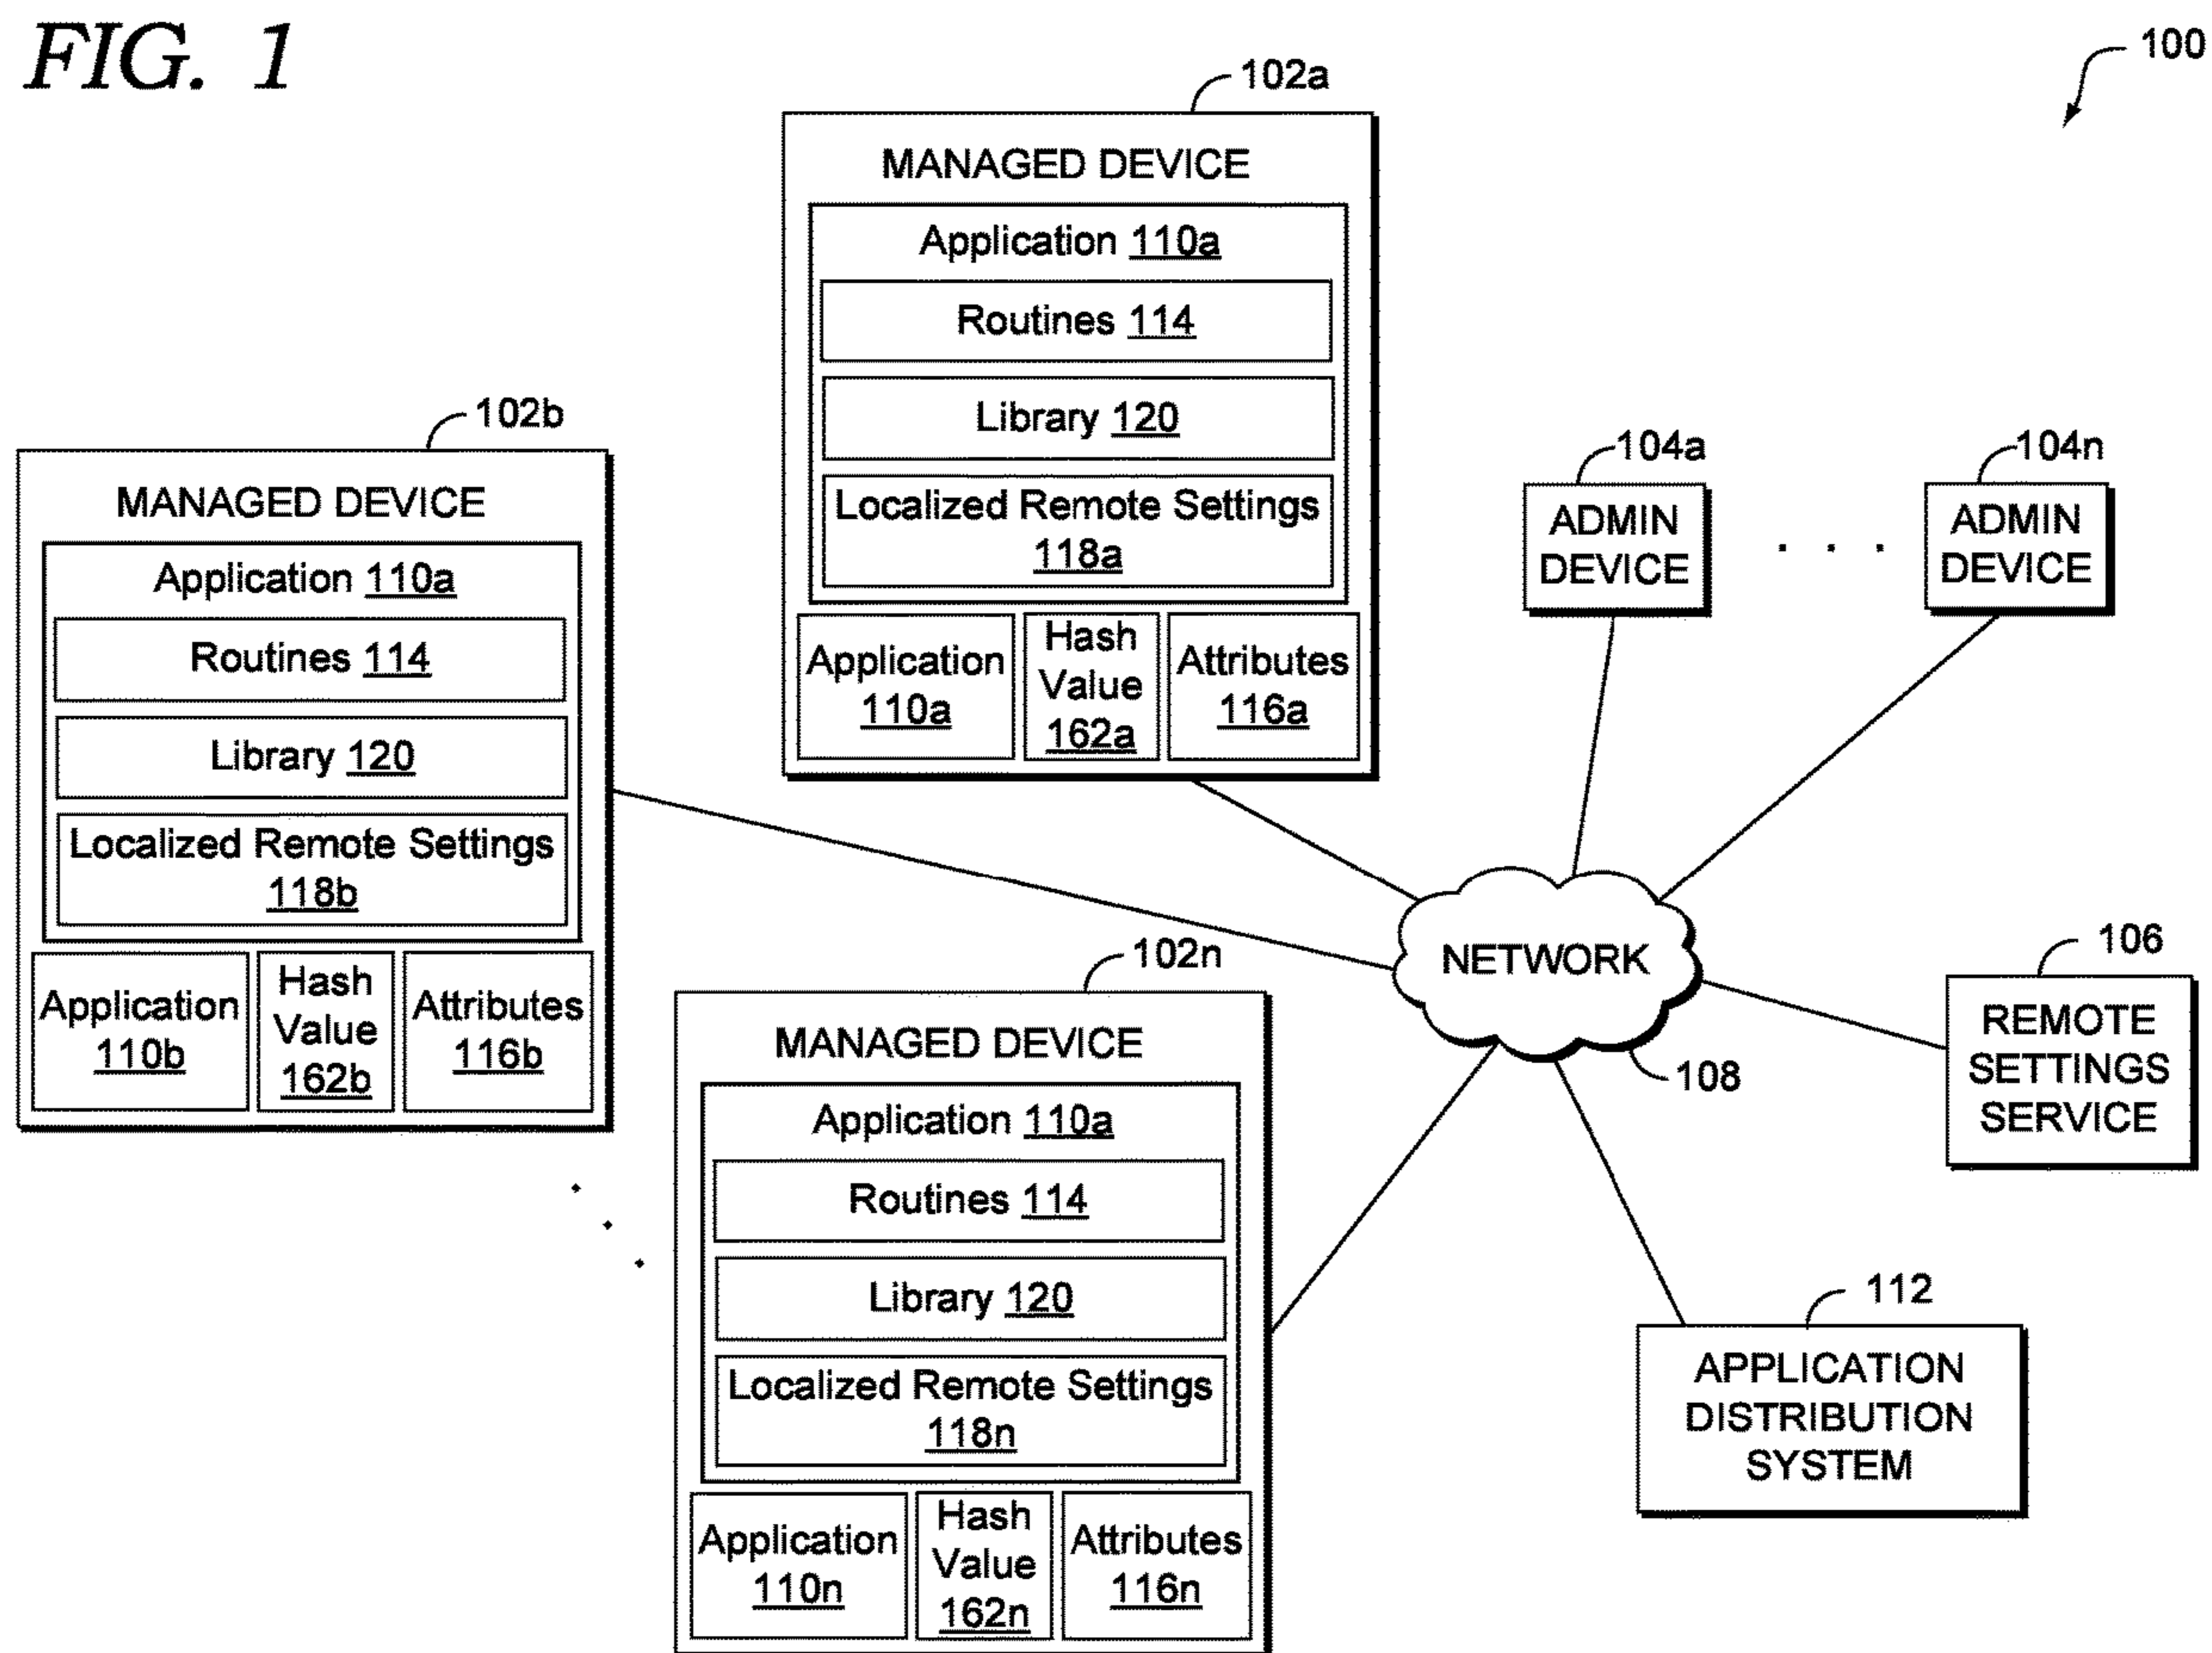 FIG. 1
100
102a
MANAGED DEVICE
Application 110a
Routines 114
Library 120
Localized Remote Settings
118a
Application
110a
Hash
Value
162a
Attributes
116a
102b
MANAGED DEVICE
Application 110a
Routines 114
Library 120
Localized Remote Settings
118b
Application
110b
Hash
Value
162b
Attributes
116b
102n
MANAGED DEVICE
Application 110a
Routines 114
Library 120
Localized Remote Settings
118n
Application
110n
Hash
Value
162n
Attributes
116n
104a
ADMIN
DEVICE
. . .
104n
ADMIN
DEVICE
NETWORK
108
106
REMOTE
SETTINGS
SERVICE
112
APPLICATION
DISTRIBUTION
SYSTEM